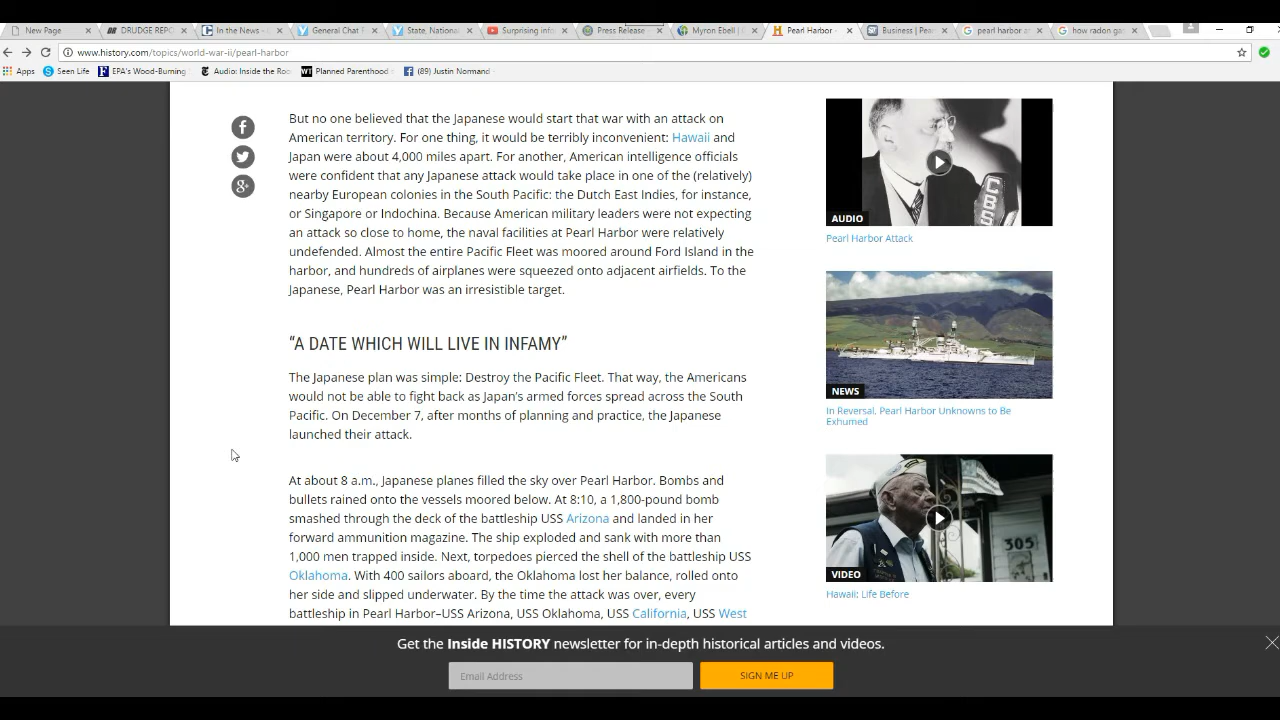 New Page
DRUDGE REPO
In the News -
General Chat
State, National
Surprising info
Press Release -
Myron Ebell |
Pearl Harbor -
Business | Pea
pearl harbor a
how radon ga
www.history.com/topics/world-war-ii/pearl-harbor
Apps
Seen Life
EPA's Wood-Burning
Audio: Inside the Ro
Planned Parenthood
(89) Justin Normand
But no one believed that the Japanese would start that war with an attack on
American territory. For one thing, it would be terribly inconvenient: Hawaii and
Japan were about 4,000 miles apart. For another, American intelligence officials
were confident that any Japanese attack would take place in one of the (relatively)
nearby European colonies in the South Pacific: the Dutch East Indies, for instance,
or Singapore or Indochina. Because American military leaders were not expecting
an attack so close to home, the naval facilities at Pearl Harbor were relatively
undefended. Almost the entire Pacific Fleet was moored around Ford Island in the
harbor, and hundreds of airplanes were squeezed onto adjacent airfields. To the
Japanese, Pearl Harbor was an irresistible target.
“A DATE WHICH WILL LIVE IN INFAMY”
The Japanese plan was simple: Destroy the Pacific Fleet. That way, the Americans
would not be able to fight back as Japan’s armed forces spread across the South
Pacific. On December 7, after months of planning and practice, the Japanese
launched their attack.
At about 8 a.m., Japanese planes filled the sky over Pearl Harbor. Bombs and
bullets rained onto the vessels moored below. At 8:10, a 1,800-pound bomb
smashed through the deck of the battleship USS Arizona and landed in her
forward ammunition magazine. The ship exploded and sank with more than
1,000 men trapped inside. Next, torpedoes pierced the shell of the battleship USS
Oklahoma. With 400 sailors aboard, the Oklahoma lost her balance, rolled onto
her side and slipped underwater. By the time the attack was over, every
battleship in Pearl Harbor–USS Arizona, USS Oklahoma, USS California, USS West
CBS
AUDIO
Pearl Harbor Attack
NEWS
In Reversal, Pearl Harbor Unknowns to Be
Exhumed
305
VIDEO
Hawaii: Life Before
Get the Inside HISTORY newsletter for in-depth historical articles and videos.
Email Address
SIGN ME UP